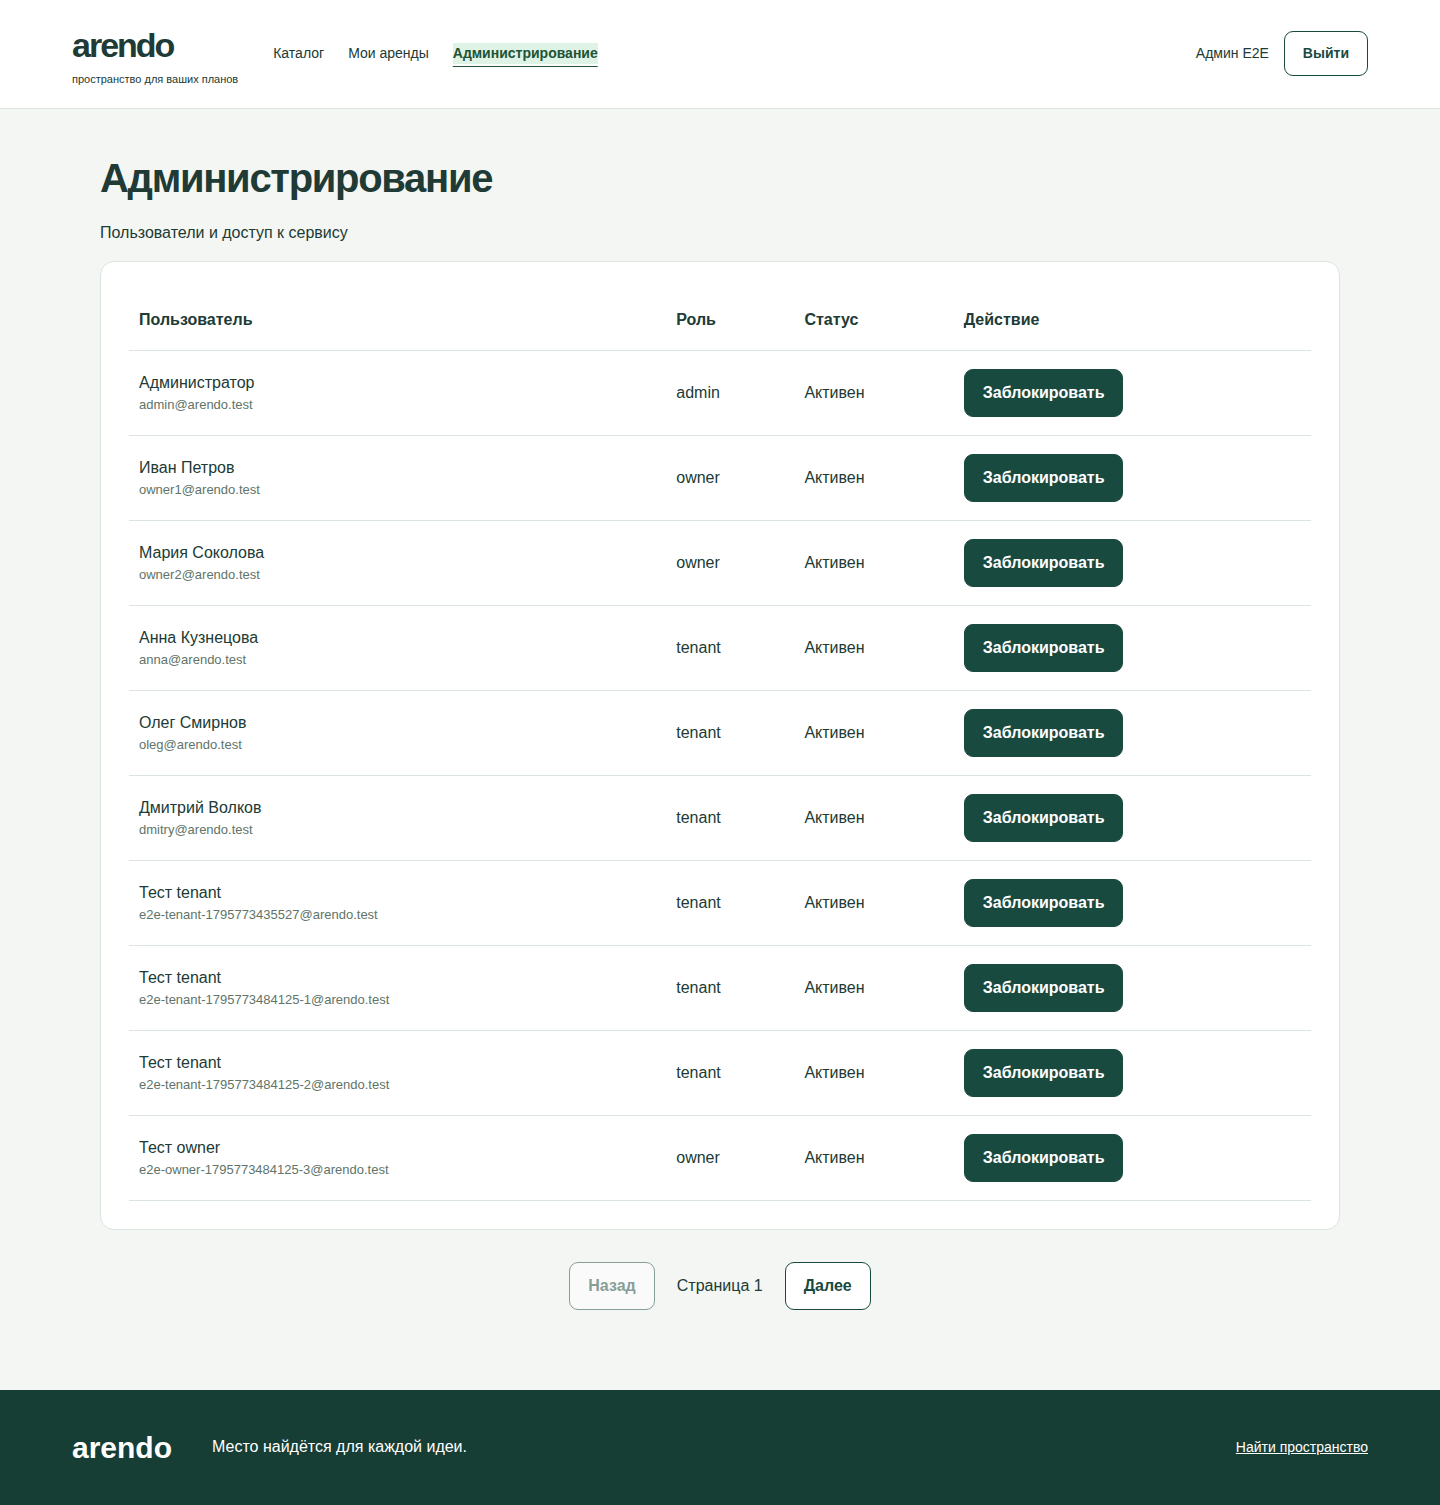 arendo
пространство для ваших планов
Каталог
Мои аренды
Администрирование
Админ E2E
Выйти
Администрирование
Пользователи и доступ к сервису
Пользователь Роль Статус Действие
Администратор
admin@arendo.test
admin Активен Заблокировать
Иван Петров
owner1@arendo.test
owner Активен Заблокировать
Мария Соколова
owner2@arendo.test
owner Активен Заблокировать
Анна Кузнецова
anna@arendo.test
tenant Активен Заблокировать
Олег Смирнов
oleg@arendo.test
tenant Активен Заблокировать
Дмитрий Волков
dmitry@arendo.test
tenant Активен Заблокировать
Тест tenant
e2e-tenant-1795773435527@arendo.test
tenant Активен Заблокировать
Тест tenant
e2e-tenant-1795773484125-1@arendo.test
tenant Активен Заблокировать
Тест tenant
e2e-tenant-1795773484125-2@arendo.test
tenant Активен Заблокировать
Тест owner
e2e-owner-1795773484125-3@arendo.test
owner Активен Заблокировать
Назад Страница 1 Далее
arendo
Место найдётся для каждой идеи.
Найти пространство